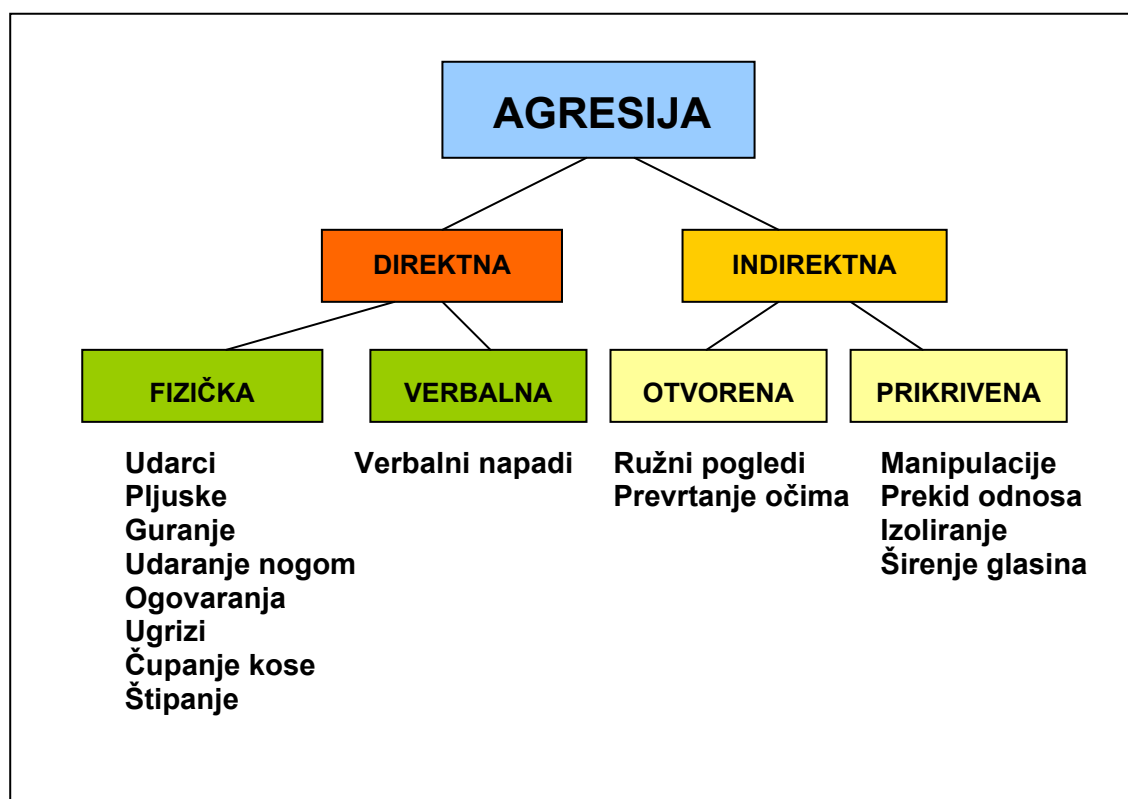 AGRESIJA
DIREKTNA
INDIREKTNA
FIZIČKA
VERBALNA
OTVORENA
PRIKRIVENA
Udarci
Pljuske
Guranje
Udaranje nogom
Ogovaranja
Ugrizi
Čupanje kose
Štipanje
Verbalni napadi
Ružni pogledi
Prevrtanje očima
Manipulacije
Prekid odnosa
Izoliranje
Širenje glasina